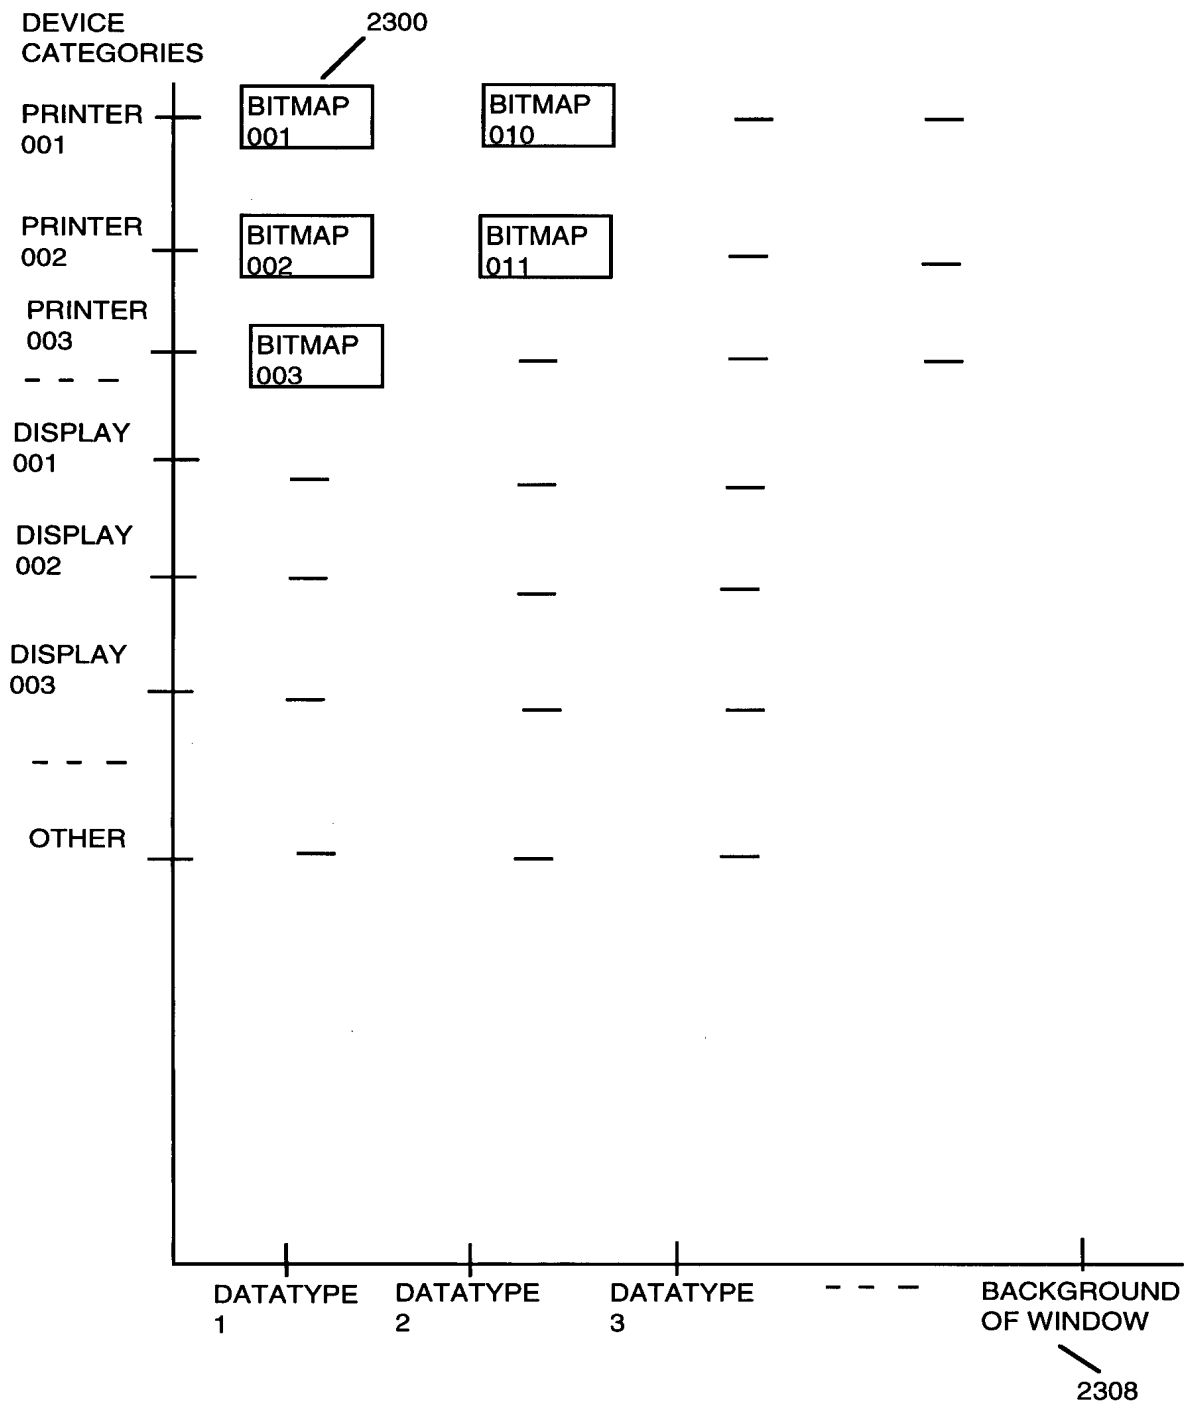 DEVICE
CATEGORIES
2300
PRINTER
001
BITMAP
001
BITMAP
010
PRINTER
002
BITMAP
002
BITMAP
011
PRINTER
003
BITMAP
003
DISPLAY
001
DISPLAY
002
DISPLAY
003
OTHER
DATATYPE
1
DATATYPE
2
DATATYPE
3
BACKGROUND
OF WINDOW
2308